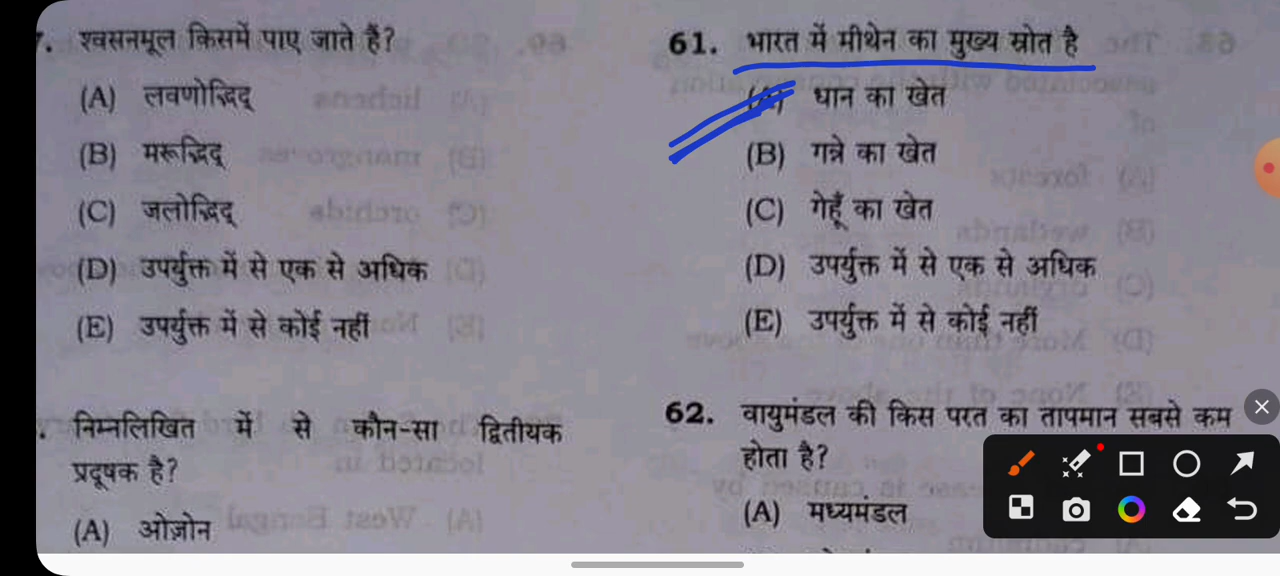 7. श्वसनमूल किसमें पाए जाते हैं?
(A) लवणोद्भिद्
(B) मरूद्भिद्
(C) जलोद्भिद्
(D) उपर्युक्त में से एक से अधिक
(E) उपर्युक्त में से कोई नहीं
. निम्नलिखित में से कौन-सा द्वितीयक
प्रदूषक है?
(A) ओज़ोन
61. भारत में मीथेन का मुख्य स्रोत है
(A) धान का खेत
(B) गन्ने का खेत
(C) गेहूँ का खेत
(D) उपर्युक्त में से एक से अधिक
(E) उपर्युक्त में से कोई नहीं
62. वायुमंडल की किस परत का तापमान सबसे कम
होता है?
(A) मध्यमंडल